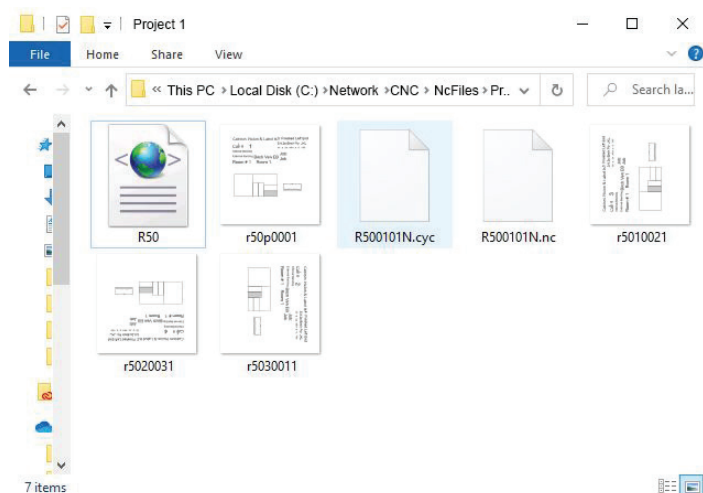 Project 1
File Home Share View
« This PC > Local Disk (C:) > Network > CNC > NcFiles > Pr.. Search la...
R50 r50p0001 R500101N.cyc R500101N.nc r5010021
r5020031 r5030011
7 items